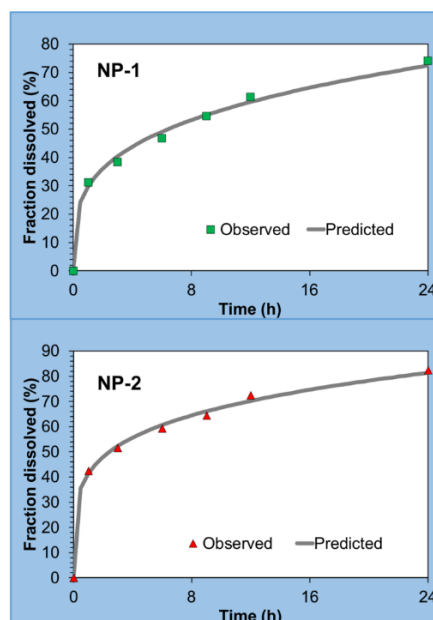 NP-1
Fraction dissolved (%)
80
70
60
50
40
30
20
10
0
Observed
Predicted
0
8
16
24
Time (h)
NP-2
Fraction dissolved (%)
90
80
70
60
50
40
30
20
10
0
Observed
Predicted
0
8
16
24
Time (h)